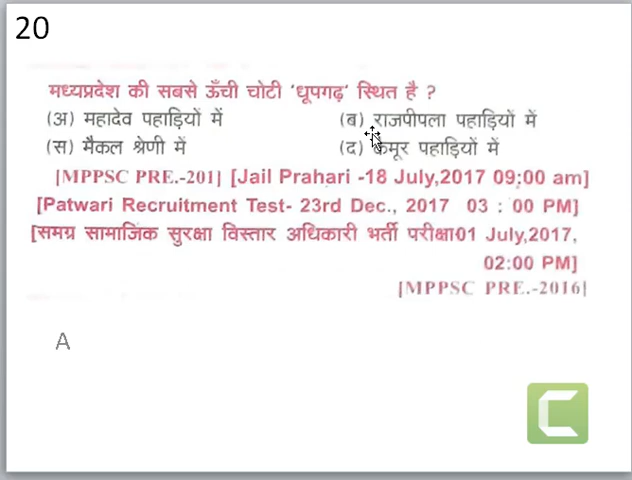 20
मध्यप्रदेश की सबसे ऊँची चोटी 'धूपगढ़' स्थित है ?
(अ) महादेव पहाड़ियों में (ब) राजपीपला पहाड़ियों में
(स) मैकल श्रेणी में (द) कैमूर पहाड़ियों में
[MPPSC PRE.-201] [Jail Prahari -18 July,2017 09:00 am]
[Patwari Recruitment Test- 23rd Dec., 2017 03 : 00 PM]
[समग्र सामाजिक सुरक्षा विस्तार अधिकारी भर्ती परीक्षा01 July,2017,
02:00 PM]
[MPPSC PRE.-2016]
A